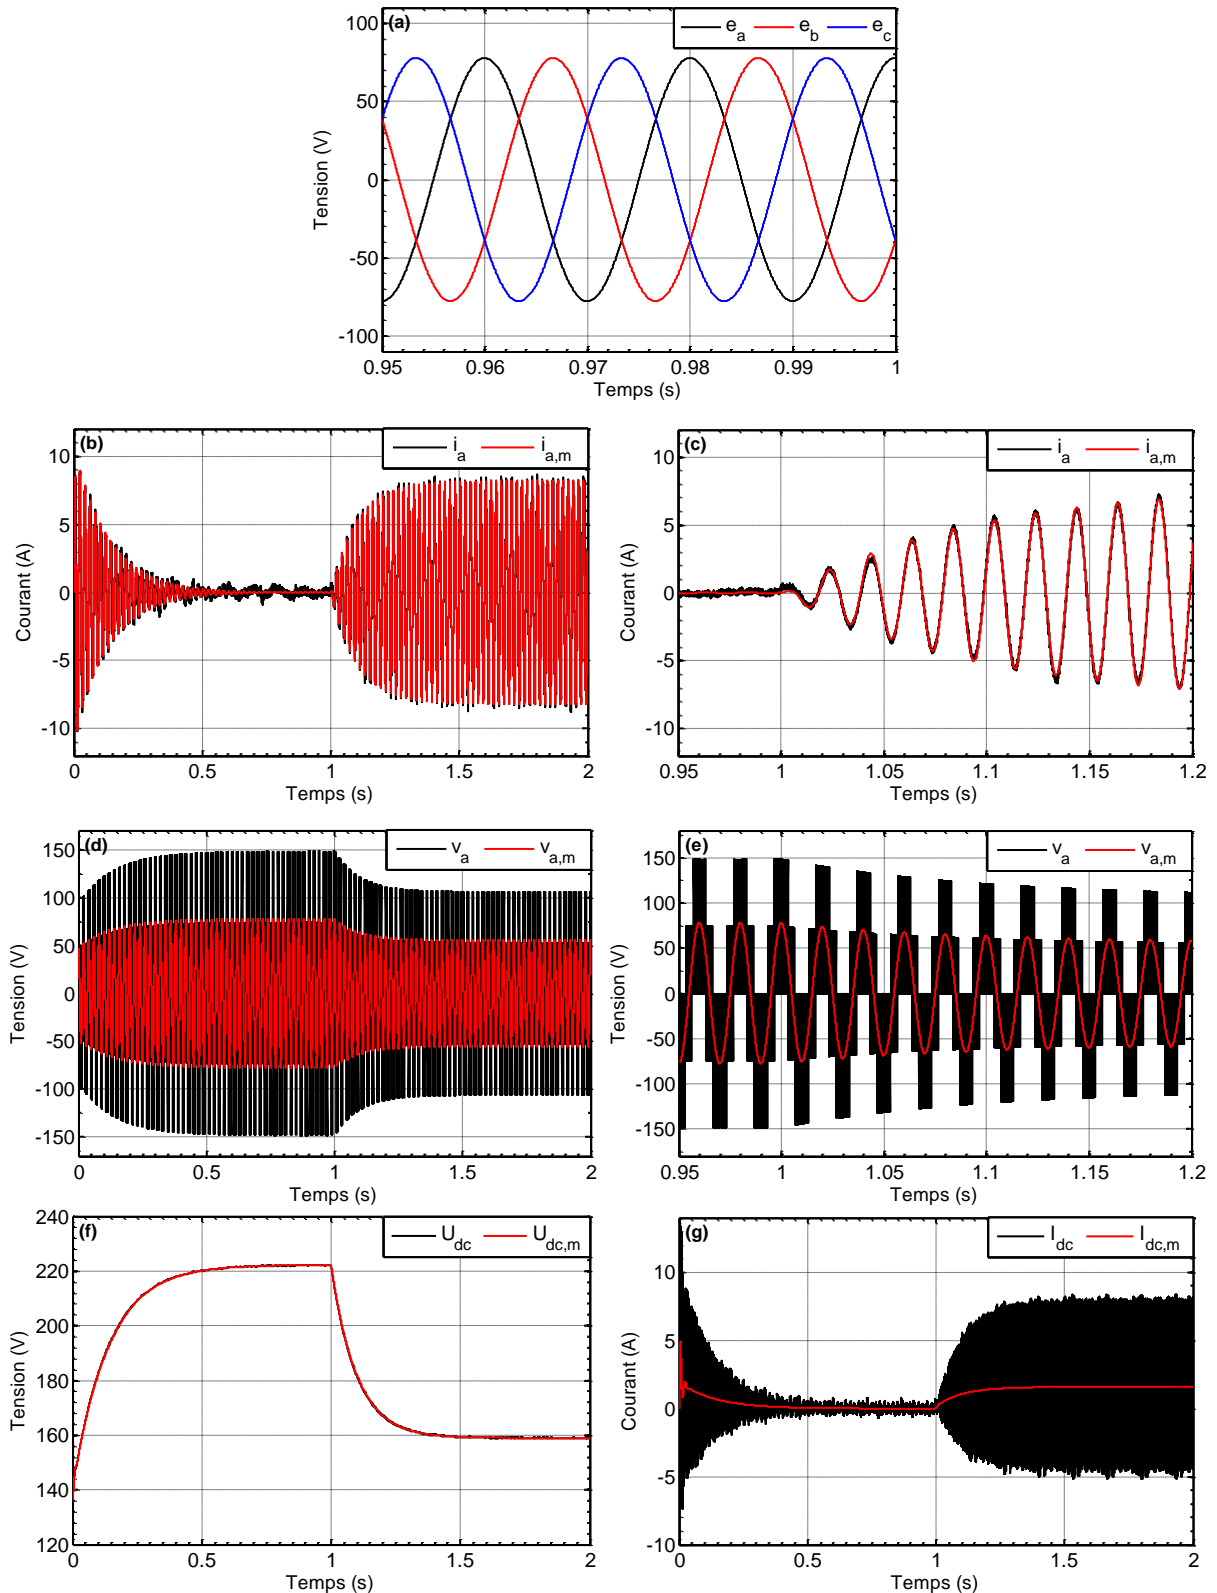 (a)
e_a e_b e_c
100
50
0
-50
-100
Tension (V)
0.95 0.96 0.97 0.98 0.99 1
Temps (s)
(b)
i_a i_a,m
10
5
0
-5
-10
Courant (A)
0 0.5 1 1.5 2
Temps (s)
(c)
i_a i_a,m
10
5
0
-5
-10
Courant (A)
0.95 1 1.05 1.1 1.15 1.2
Temps (s)
(d)
v_a v_a,m
150
100
50
0
-50
-100
-150
Tension (V)
0 0.5 1 1.5 2
Temps (s)
(e)
v_a v_a,m
150
100
50
0
-50
-100
-150
Tension (V)
0.95 1 1.05 1.1 1.15 1.2
Temps (s)
(f)
U_dc U_dc,m
240
220
200
180
160
140
120
Tension (V)
0 0.5 1 1.5 2
Temps (s)
(g)
I_dc I_dc,m
10
5
0
-5
-10
Courant (A)
0 0.5 1 1.5 2
Temps (s)